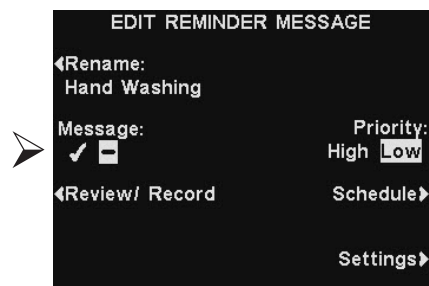 EDIT REMINDER MESSAGE
Rename:
Hand Washing
Message:
Priority:
✓ –
High Low
Review/ Record
Schedule
Settings